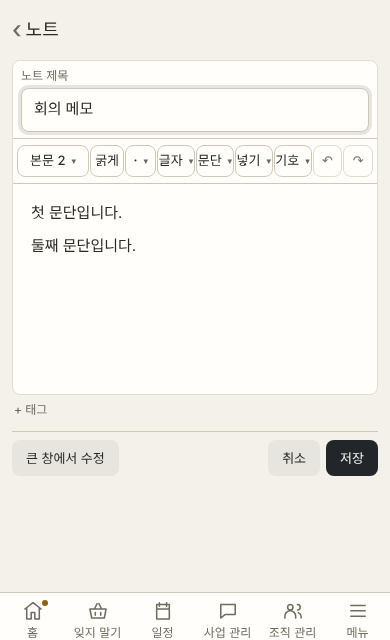 노트
노트 제목
회의 메모
본문 2 굵게 · 글자 문단 넣기 기호
첫 문단입니다.
둘째 문단입니다.
+ 태그
큰 창에서 수정 취소 저장
홈 잊지 말기 일정 사업 관리 조직 관리 메뉴